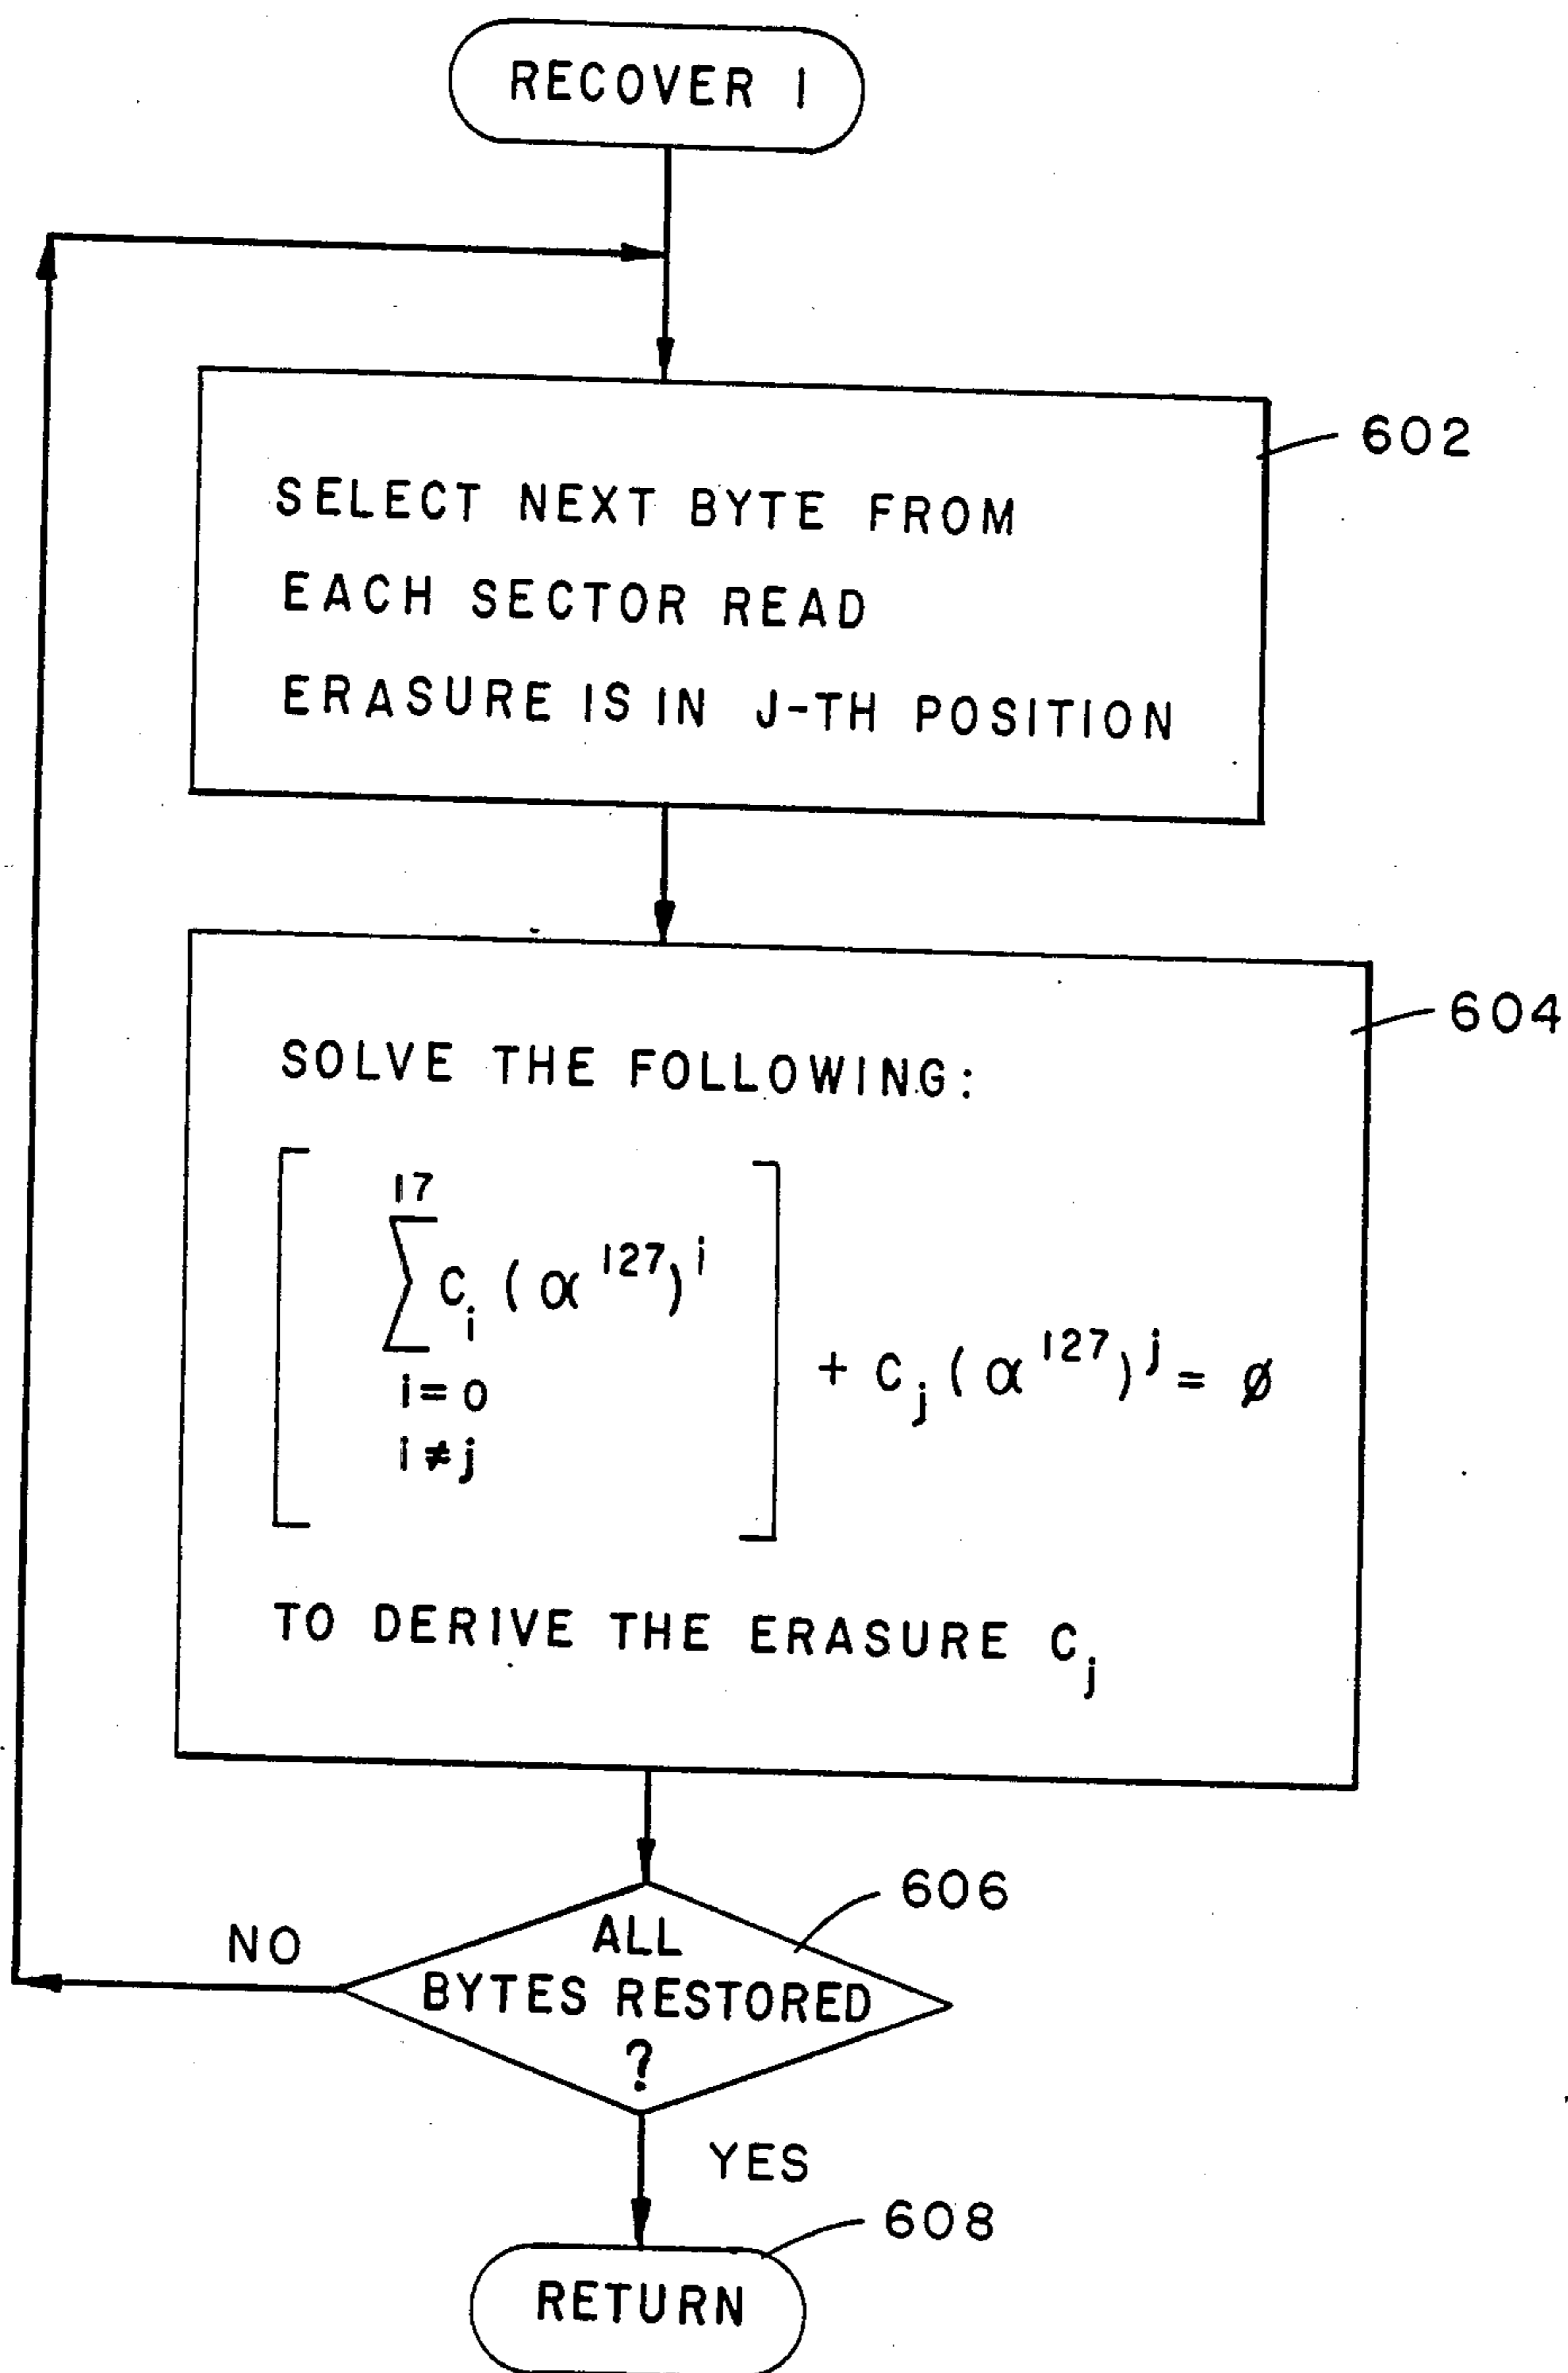 RECOVER 1
602
SELECT NEXT BYTE FROM
EACH SECTOR READ
ERASURE IS IN J-TH POSITION
604
SOLVE THE FOLLOWING:
[ 17 ∑ i=0 i≠j c_i (α^127)^i ] + c_j (α^127)^j = ∅
TO DERIVE THE ERASURE C_j
606
ALL
BYTES RESTORED
?
NO
YES
608
RETURN